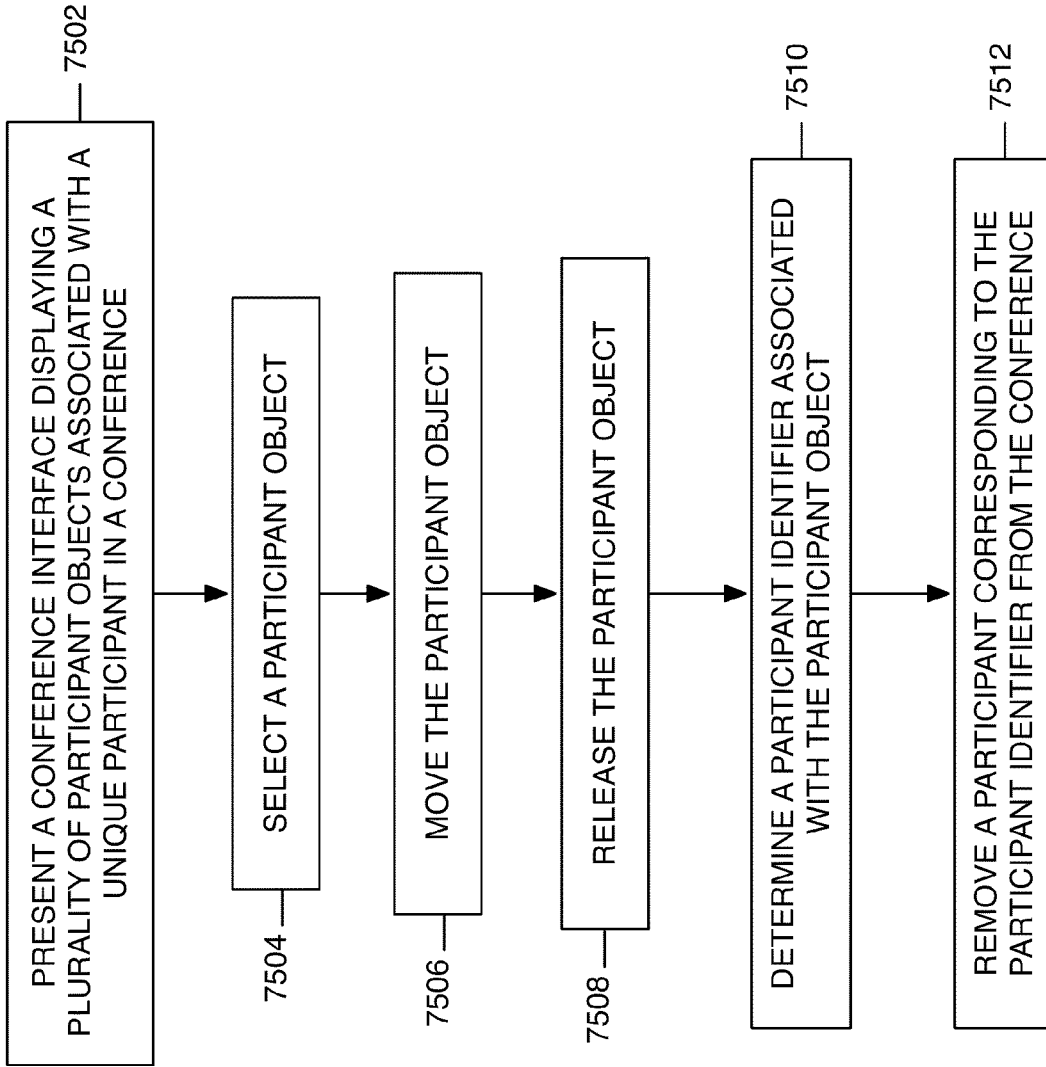 PRESENT A CONFERENCE INTERFACE DISPLAYING A
PLURALITY OF PARTICIPANT OBJECTS ASSOCIATED WITH A
UNIQUE PARTICIPANT IN A CONFERENCE
7502
SELECT A PARTICIPANT OBJECT
7504
MOVE THE PARTICIPANT OBJECT
7506
RELEASE THE PARTICIPANT OBJECT
7508
DETERMINE A PARTICIPANT IDENTIFIER ASSOCIATED
WITH THE PARTICIPANT OBJECT
7510
REMOVE A PARTICIPANT CORRESPONDING TO THE
PARTICIPANT IDENTIFIER FROM THE CONFERENCE
7512